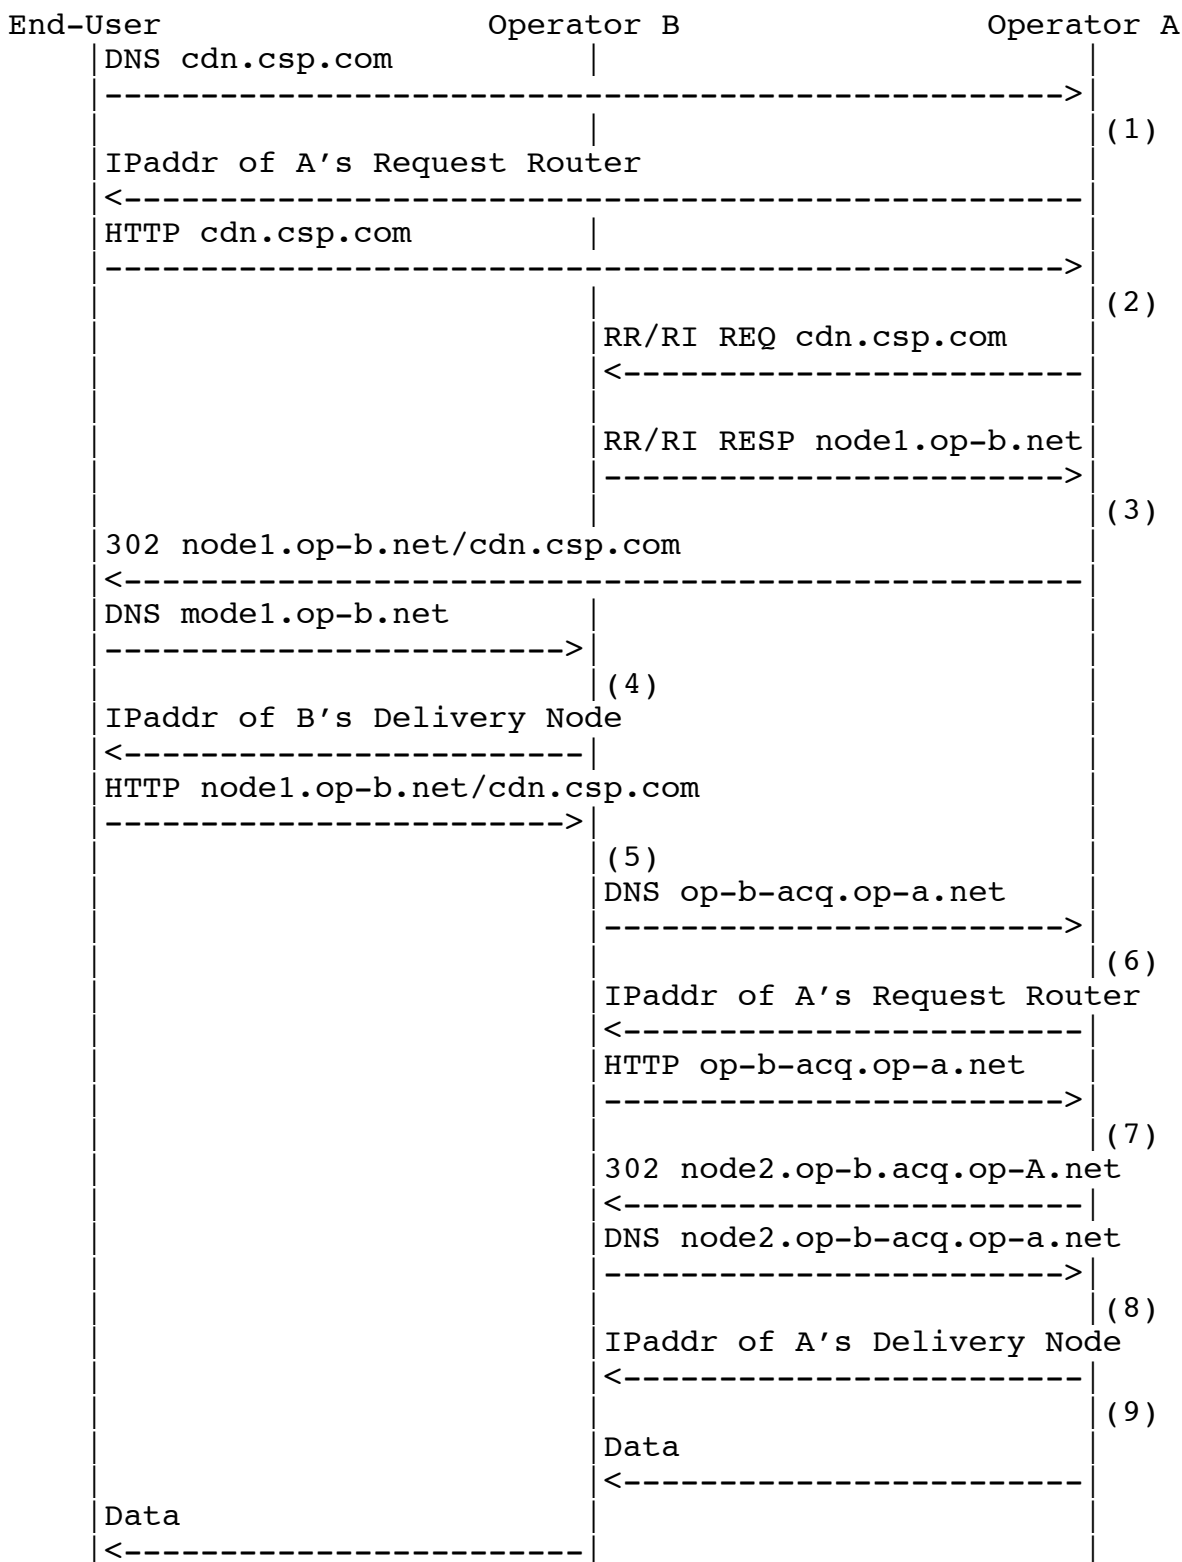 End-User Operator B Operator A
DNS cdn.csp.com
(1)
IPaddr of A's Request Router
HTTP cdn.csp.com
(2)
RR/RI REQ cdn.csp.com
RR/RI RESP node1.op-b.net
(3)
302 node1.op-b.net/cdn.csp.com
DNS mode1.op-b.net
(4)
IPaddr of B's Delivery Node
HTTP node1.op-b.net/cdn.csp.com
(5)
DNS op-b-acq.op-a.net
(6)
IPaddr of A's Request Router
HTTP op-b-acq.op-a.net
(7)
302 node2.op-b.acq.op-A.net
DNS node2.op-b-acq.op-a.net
(8)
IPaddr of A's Delivery Node
(9)
Data
Data